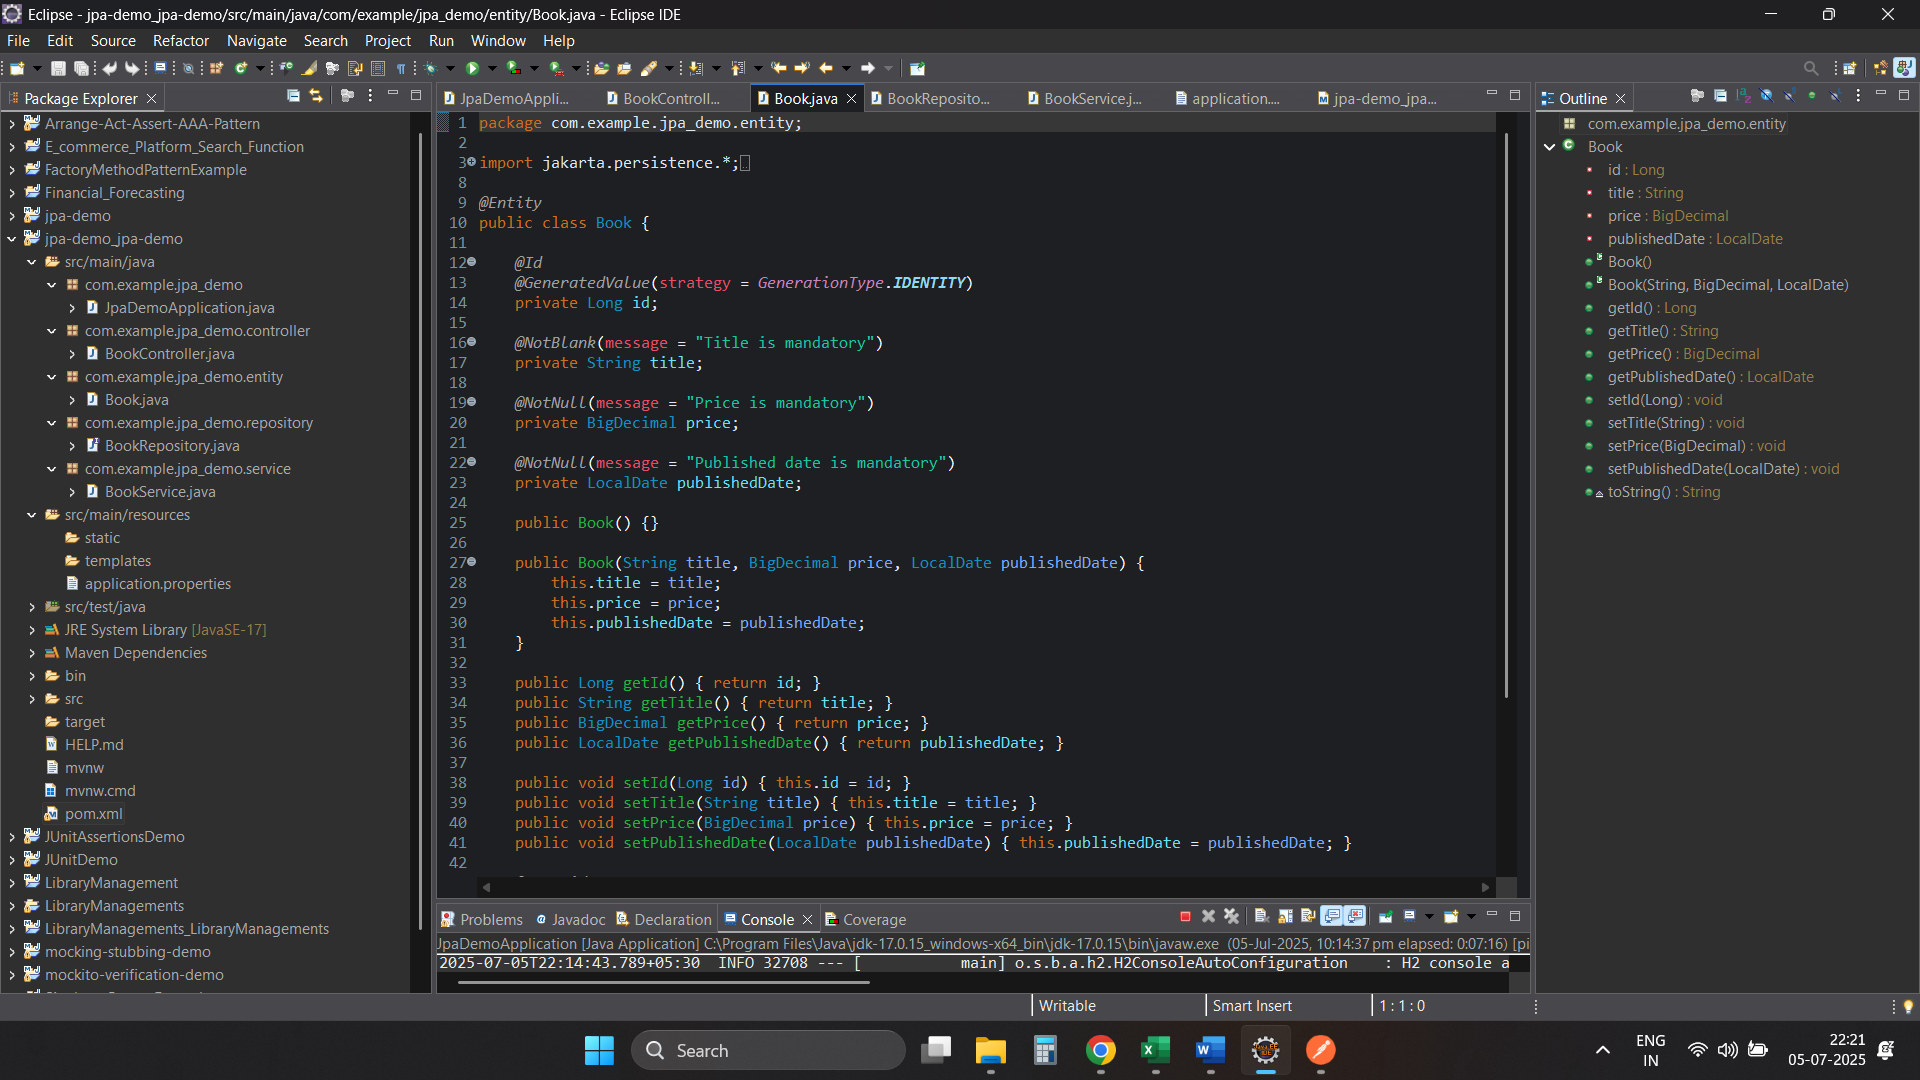 Eclipse - jpa-demo_jpa-demo/src/main/java/com/example/jpa_demo/entity/Book.java - Eclipse IDE
File Edit Source Refactor Navigate Search Project Run Window Help
Package Explorer
Arrange-Act-Assert-AAA-Pattern
E_commerce_Platform_Search_Function
FactoryMethodPatternExample
Financial_Forecasting
jpa-demo
jpa-demo_jpa-demo
src/main/java
com.example.jpa_demo
JpaDemoApplication.java
com.example.jpa_demo.controller
BookController.java
com.example.jpa_demo.entity
Book.java
com.example.jpa_demo.repository
BookRepository.java
com.example.jpa_demo.service
BookService.java
src/main/resources
static
templates
application.properties
src/test/java
JRE System Library [JavaSE-17]
Maven Dependencies
bin
src
target
HELP.md
mvnw
mvnw.cmd
pom.xml
JUnitAssertionsDemo
JUnitDemo
LibraryManagement
LibraryManagements
LibraryManagements_LibraryManagements
mocking-stubbing-demo
mockito-verification-demo
JpaDemoAppli... BookControll... Book.java BookReposito... BookService.j... application.... jpa-demo_jpa...
1 package com.example.jpa_demo.entity;
2
3 import jakarta.persistence.*;
8
9 @Entity
10 public class Book {
11
12 @Id
13 @GeneratedValue(strategy = GenerationType.IDENTITY)
14 private Long id;
15
16 @NotBlank(message = "Title is mandatory")
17 private String title;
18
19 @NotNull(message = "Price is mandatory")
20 private BigDecimal price;
21
22 @NotNull(message = "Published date is mandatory")
23 private LocalDate publishedDate;
24
25 public Book() {}
26
27 public Book(String title, BigDecimal price, LocalDate publishedDate) {
28 this.title = title;
29 this.price = price;
30 this.publishedDate = publishedDate;
31 }
32
33 public Long getId() { return id; }
34 public String getTitle() { return title; }
35 public BigDecimal getPrice() { return price; }
36 public LocalDate getPublishedDate() { return publishedDate; }
37
38 public void setId(Long id) { this.id = id; }
39 public void setTitle(String title) { this.title = title; }
40 public void setPrice(BigDecimal price) { this.price = price; }
41 public void setPublishedDate(LocalDate publishedDate) { this.publishedDate = publishedDate; }
42
Outline
com.example.jpa_demo.entity
Book
id : Long
title : String
price : BigDecimal
publishedDate : LocalDate
Book()
Book(String, BigDecimal, LocalDate)
getId() : Long
getTitle() : String
getPrice() : BigDecimal
getPublishedDate() : LocalDate
setId(Long) : void
setTitle(String) : void
setPrice(BigDecimal) : void
setPublishedDate(LocalDate) : void
toString() : String
Problems Javadoc Declaration Console Coverage
JpaDemoApplication [Java Application] C:\Program Files\Java\jdk-17.0.15_windows-x64_bin\jdk-17.0.15\bin\javaw.exe (05-Jul-2025, 10:14:37 pm elapsed: 0:07:16) [pi
2025-07-05T22:14:43.789+05:30 INFO 32708 --- [ main] o.s.b.a.h2.H2ConsoleAutoConfiguration : H2 console a
Writable Smart Insert 1 : 1 : 0
Search
ENG
IN
22:21
05-07-2025